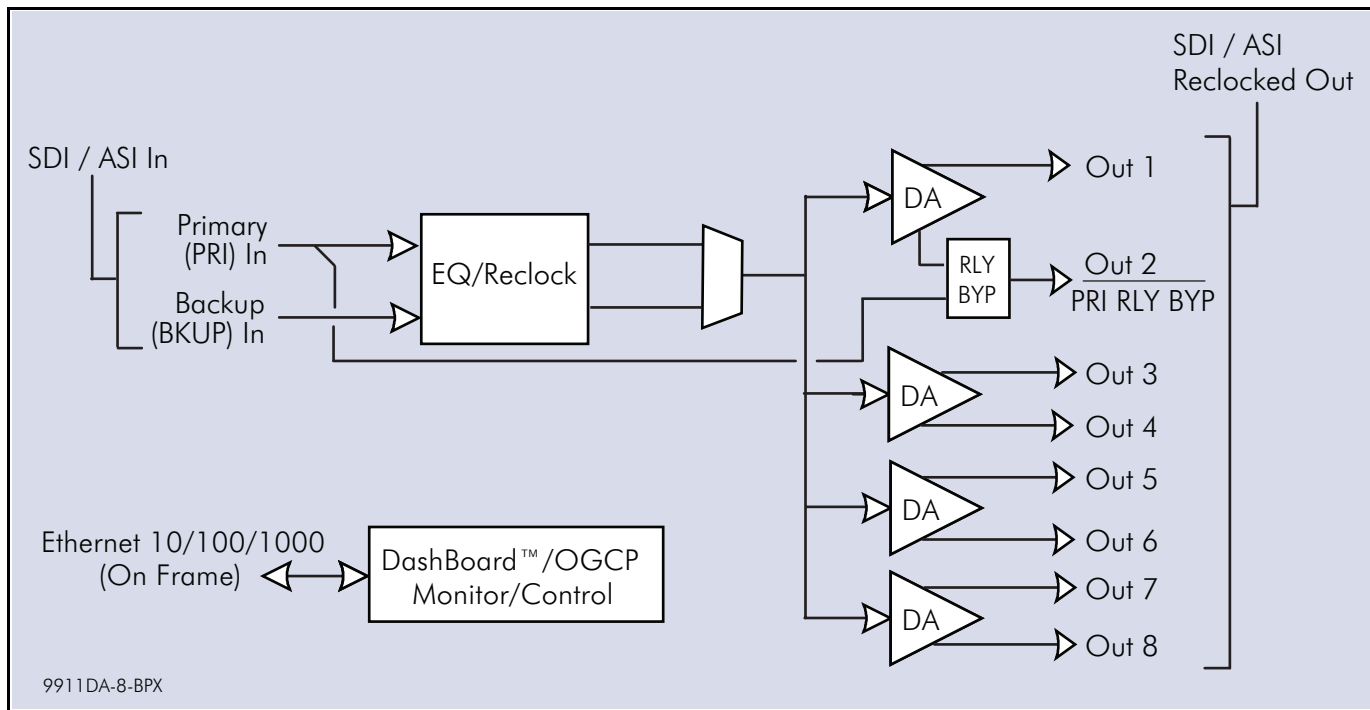 SDI / ASI
Reclocked Out
SDI / ASI In
Primary
(PRI) In
Backup
(BKUP) In
EQ/Reclock
DA
Out 1
RLY
BYP
Out 2
PRI RLY BYP
DA
Out 3
Out 4
DA
Out 5
Out 6
DA
Out 7
Out 8
Ethernet 10/100/1000
(On Frame)
DashBoard™/OGCP
Monitor/Control
9911DA-8-BPX